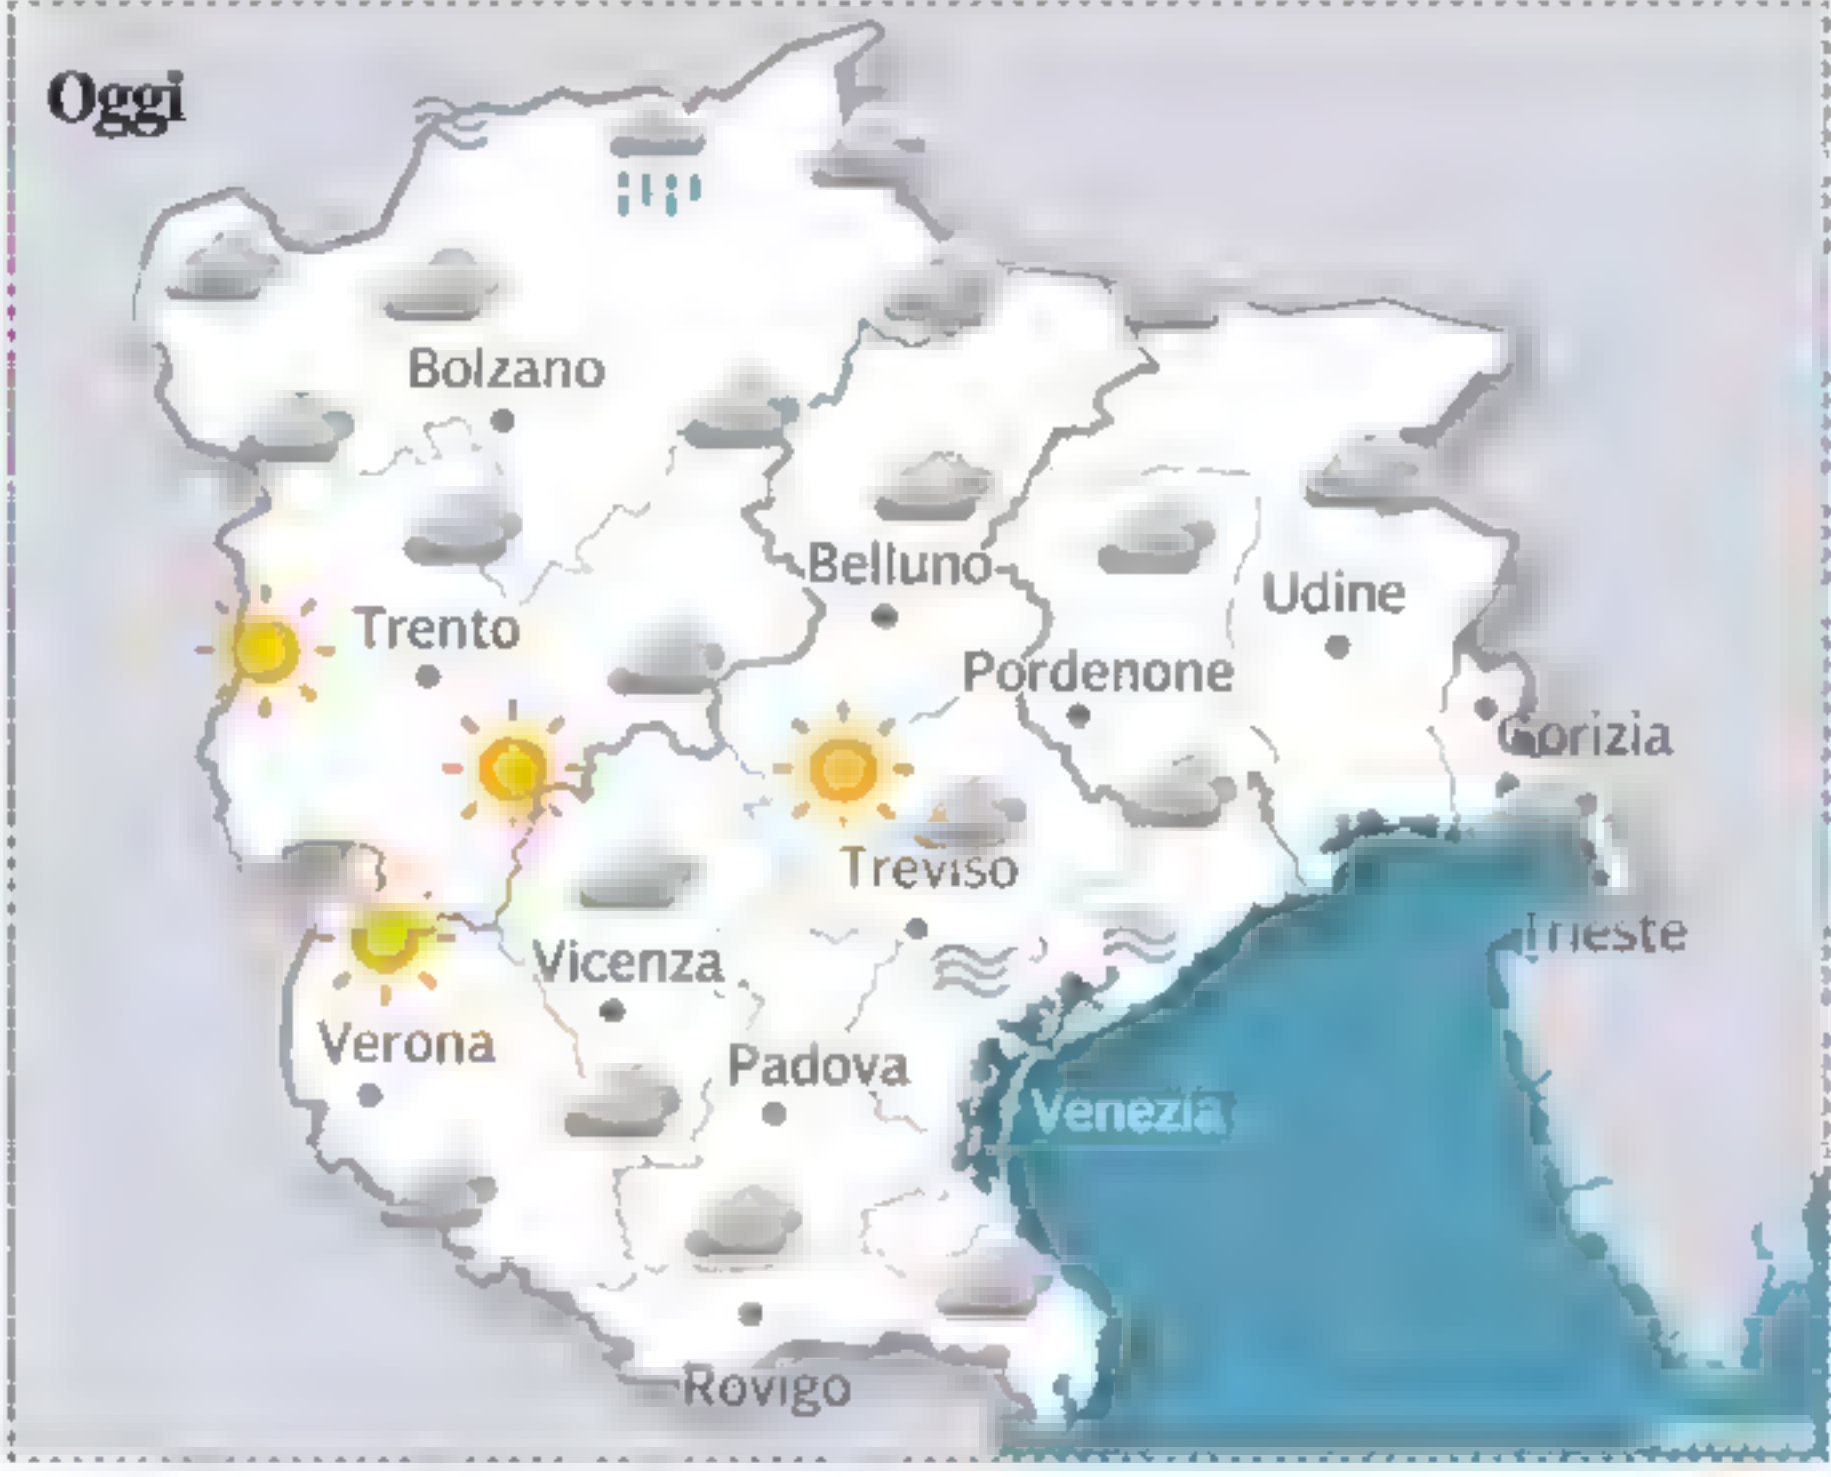 Oggi
Bolzano
Belluno
Udine
Trento
Pordenone
Gorizia
Treviso
Trieste
Vicenza
Verona
Padova
Venezia
Rovigo